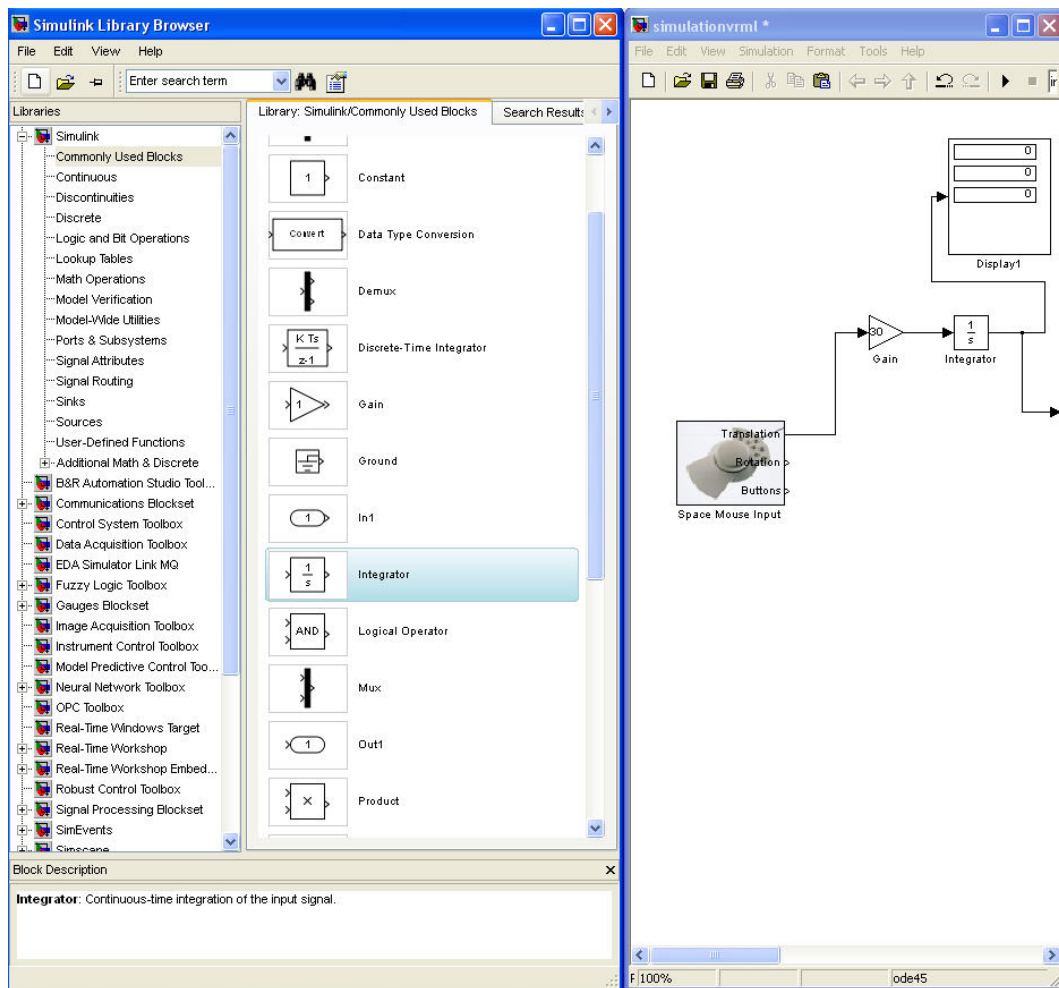 Simulink Library Browser
File Edit View Help
Enter search term
Libraries
Simulink
Commonly Used Blocks
Continuous
Discontinuities
Discrete
Logic and Bit Operations
Lookup Tables
Math Operations
Model Verification
Model-Wide Utilities
Ports & Subsystems
Signal Attributes
Signal Routing
Sinks
Sources
User-Defined Functions
Additional Math & Discrete
B&R Automation Studio Tool...
Communications Blockset
Control System Toolbox
Data Acquisition Toolbox
EDA Simulator Link MQ
Fuzzy Logic Toolbox
Gauges Blockset
Image Acquisition Toolbox
Instrument Control Toolbox
Model Predictive Control Too...
Neural Network Toolbox
OPC Toolbox
Real-Time Windows Target
Real-Time Workshop
Real-Time Workshop Embed...
Robust Control Toolbox
Signal Processing Blockset
SimEvents
Simscape
Library: Simulink/Commonly Used Blocks
Search Results
1
Constant
Convert
Data Type Conversion
Demux
K Ts
z-1
Discrete-Time Integrator
1
Gain
Ground
1
In1
1
s
Integrator
AND
Logical Operator
Mux
1
Out1
×
Product
Block Description
Integrator: Continuous-time integration of the input signal.
simulationvrml *
File Edit View Simulation Format Tools Help
0
0
0
Display1
30
Gain
1
s
Integrator
Translation
Rotation
Buttons
Space Mouse Input
F 100%
ode45